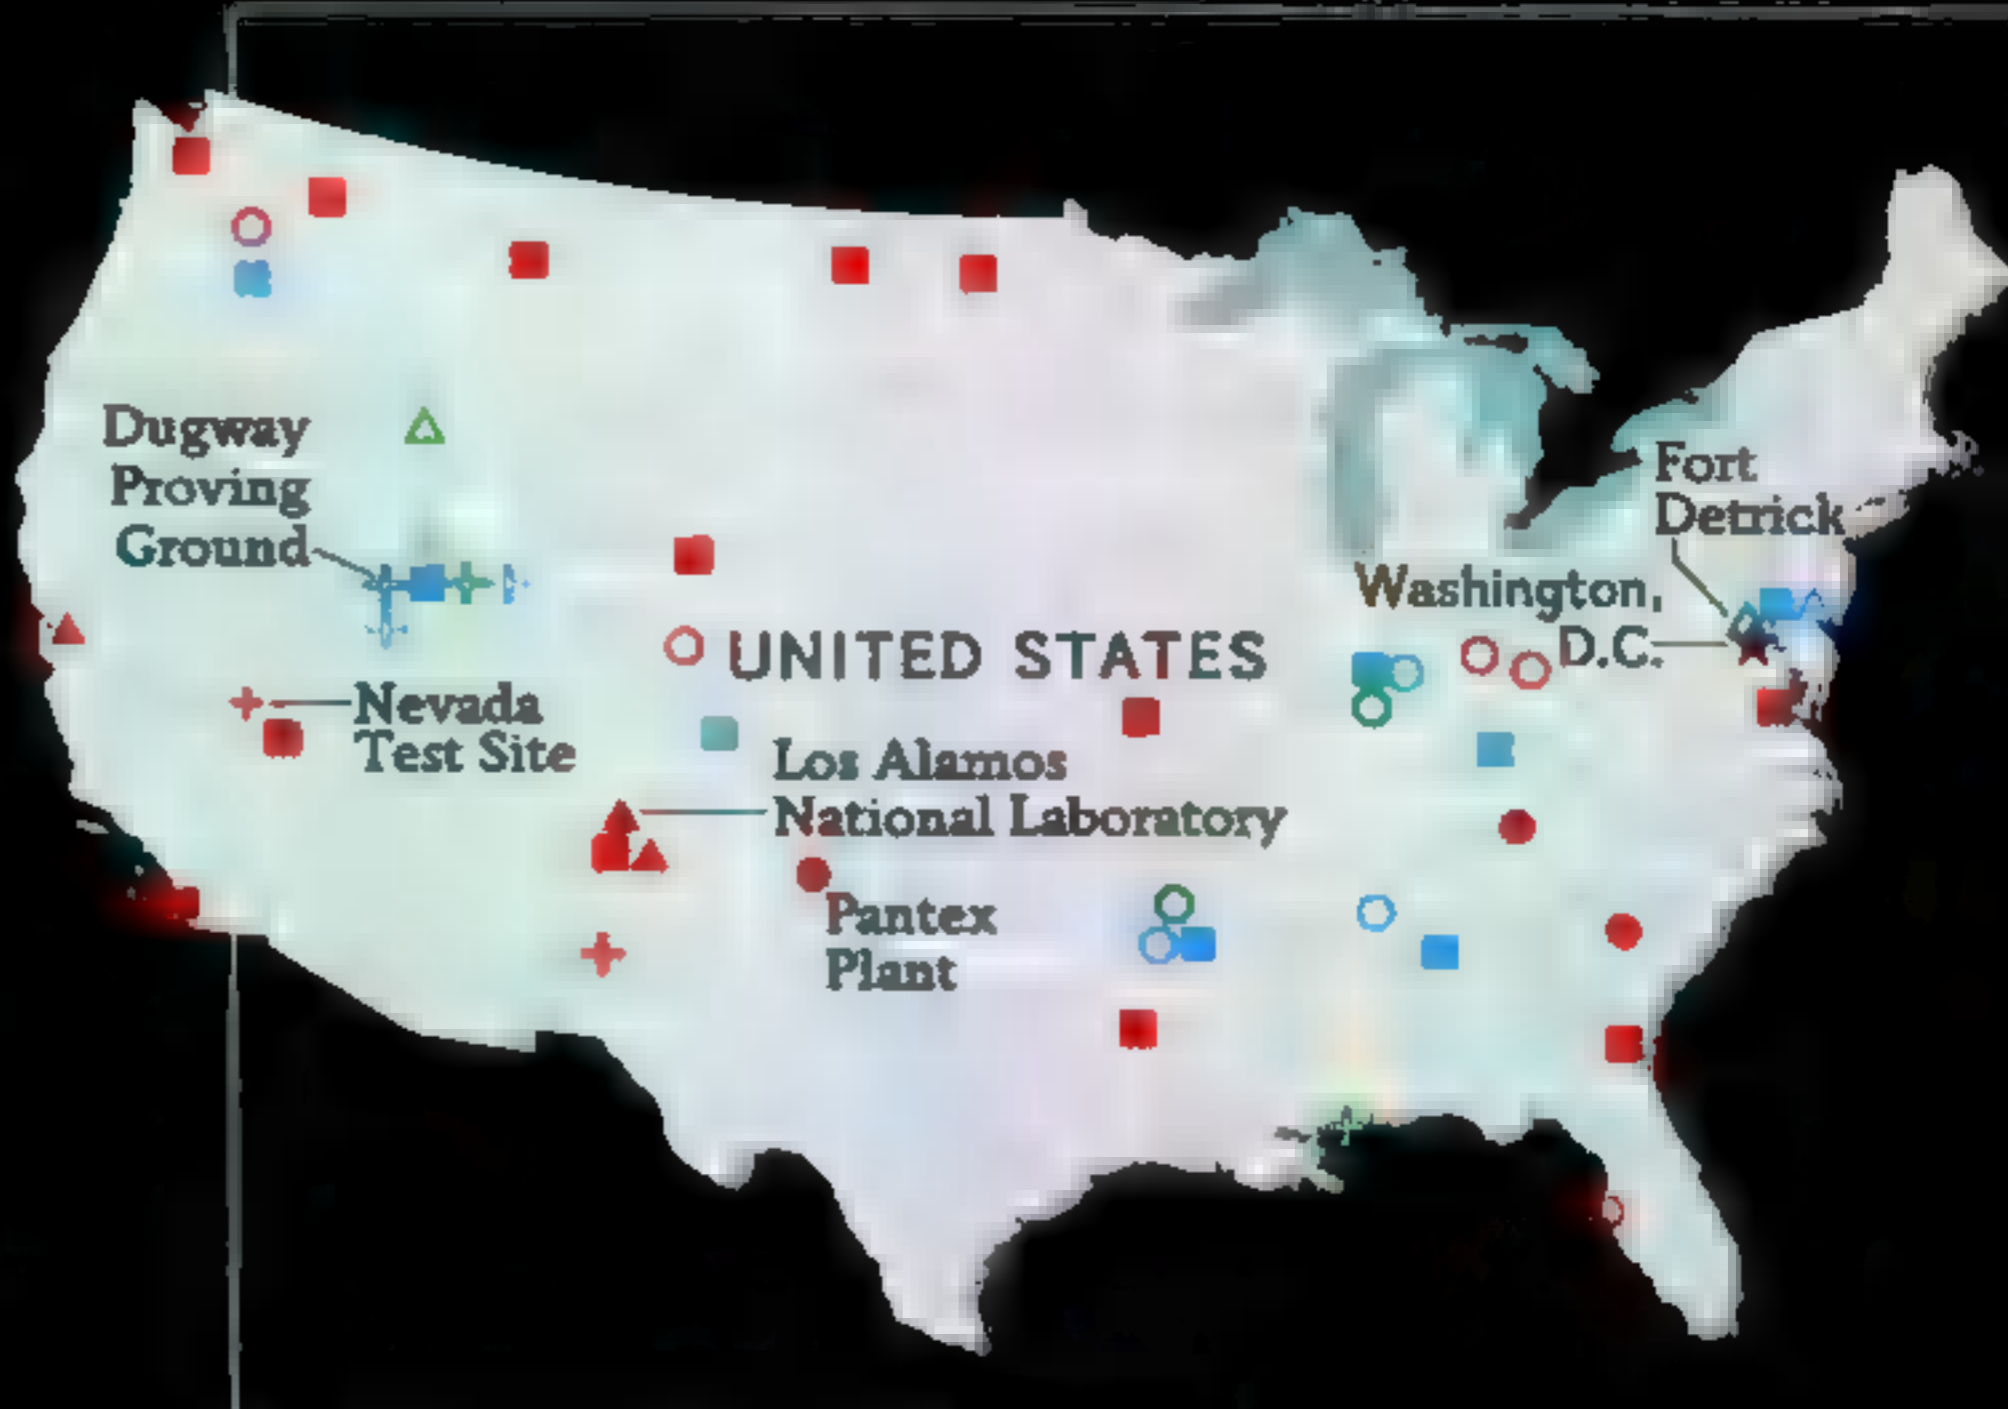 Dugway
Proving
Ground
Fort
Detrick
Washington,
D.C.
UNITED STATES
Nevada
Test Site
Los Alamos
National Laboratory
Pantex
Plant